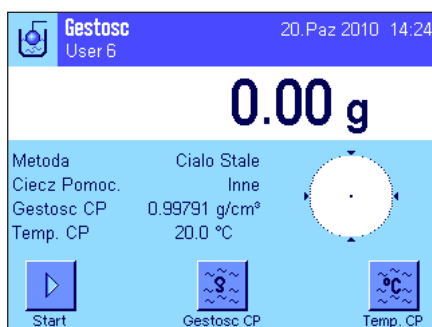 Gestosc 20.Paz 2010 14:24
User 6
0.00 g
Metoda Cialo Stale
Ciecz Pomoc. Inne
Gestosc CP 0.99791 g/cm³
Temp. CP 20.0 °C
°C
Start Gestosc CP Temp. CP